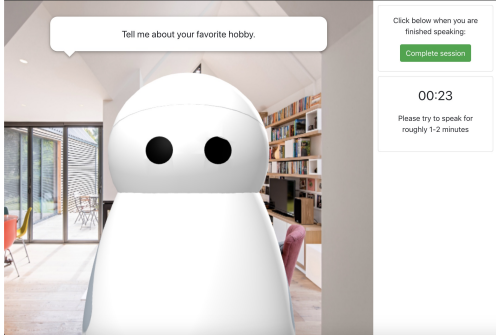 Tell me about your favorite hobby.
Click below when you are
finished speaking:
Complete session
00:23
Please try to speak for
roughly 1-2 minutes